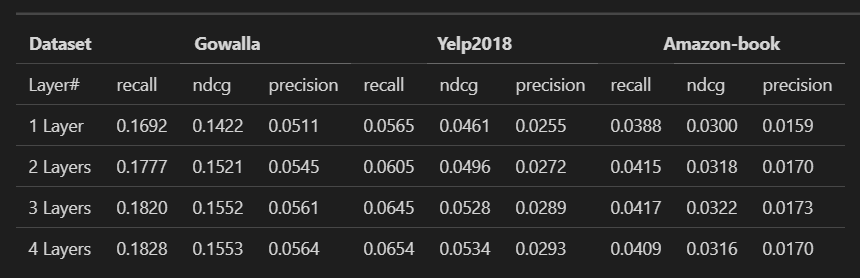 Dataset Gowalla Yelp2018 Amazon-book
Layer# recall ndcg precision recall ndcg precision recall ndcg precision
1 Layer 0.1692 0.1422 0.0511 0.0565 0.0461 0.0255 0.0388 0.0300 0.0159
2 Layers 0.1777 0.1521 0.0545 0.0605 0.0496 0.0272 0.0415 0.0318 0.0170
3 Layers 0.1820 0.1552 0.0561 0.0645 0.0528 0.0289 0.0417 0.0322 0.0173
4 Layers 0.1828 0.1553 0.0564 0.0654 0.0534 0.0293 0.0409 0.0316 0.0170